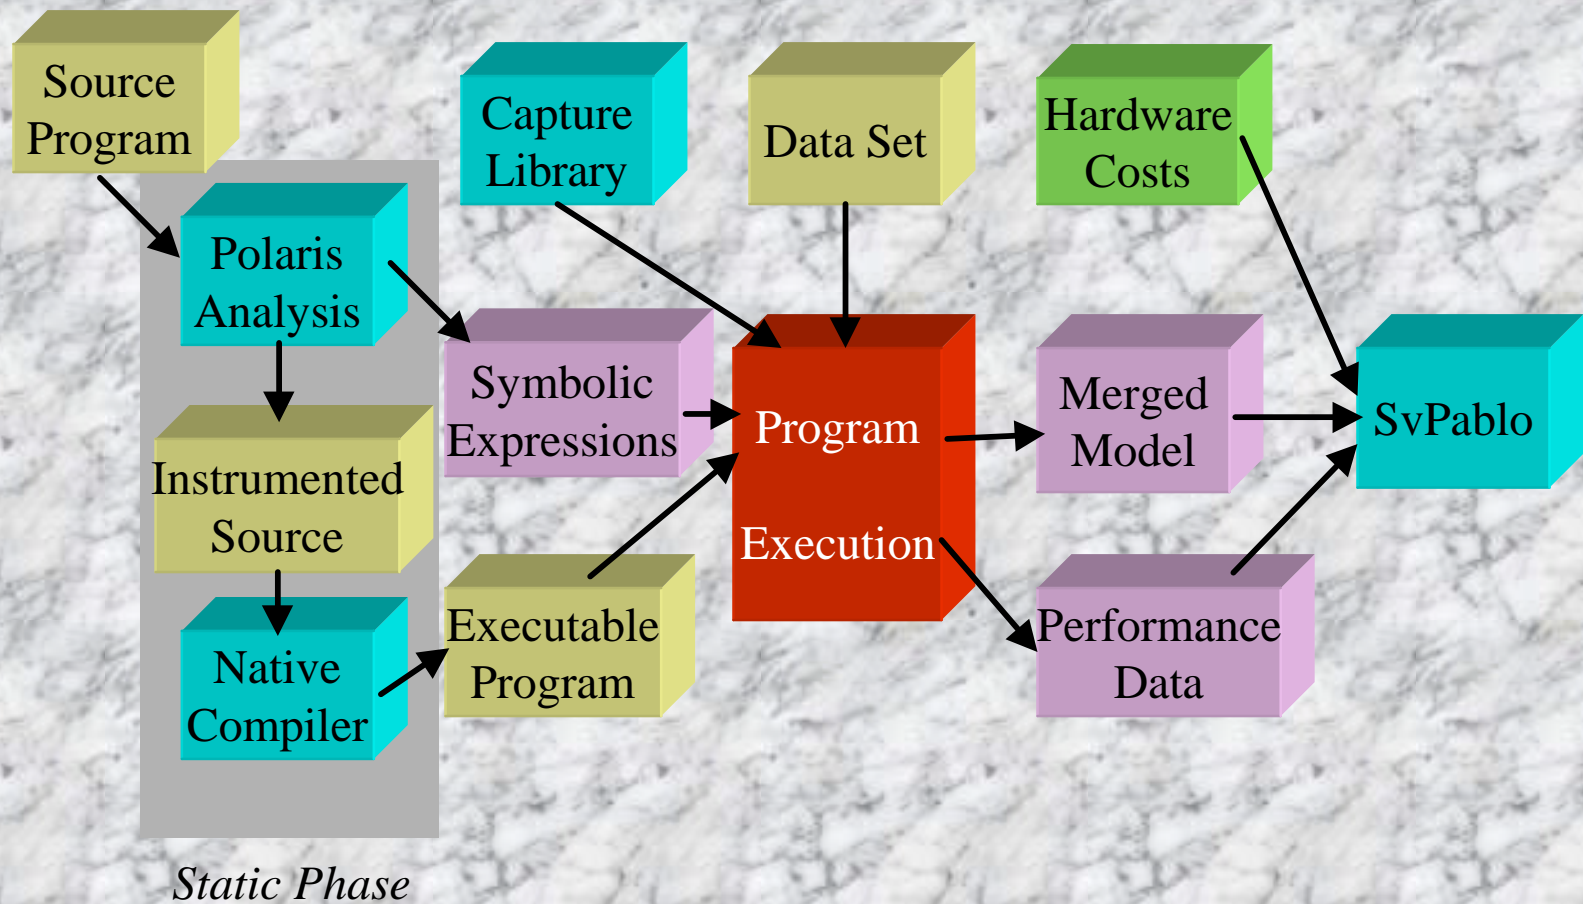 Source
Program
Capture
Library
Data Set
Hardware
Costs
Polaris
Analysis
Symbolic
Expressions
Program
Execution
Merged
Model
SvPablo
Instrumented
Source
Executable
Program
Performance
Data
Native
Compiler
Static Phase